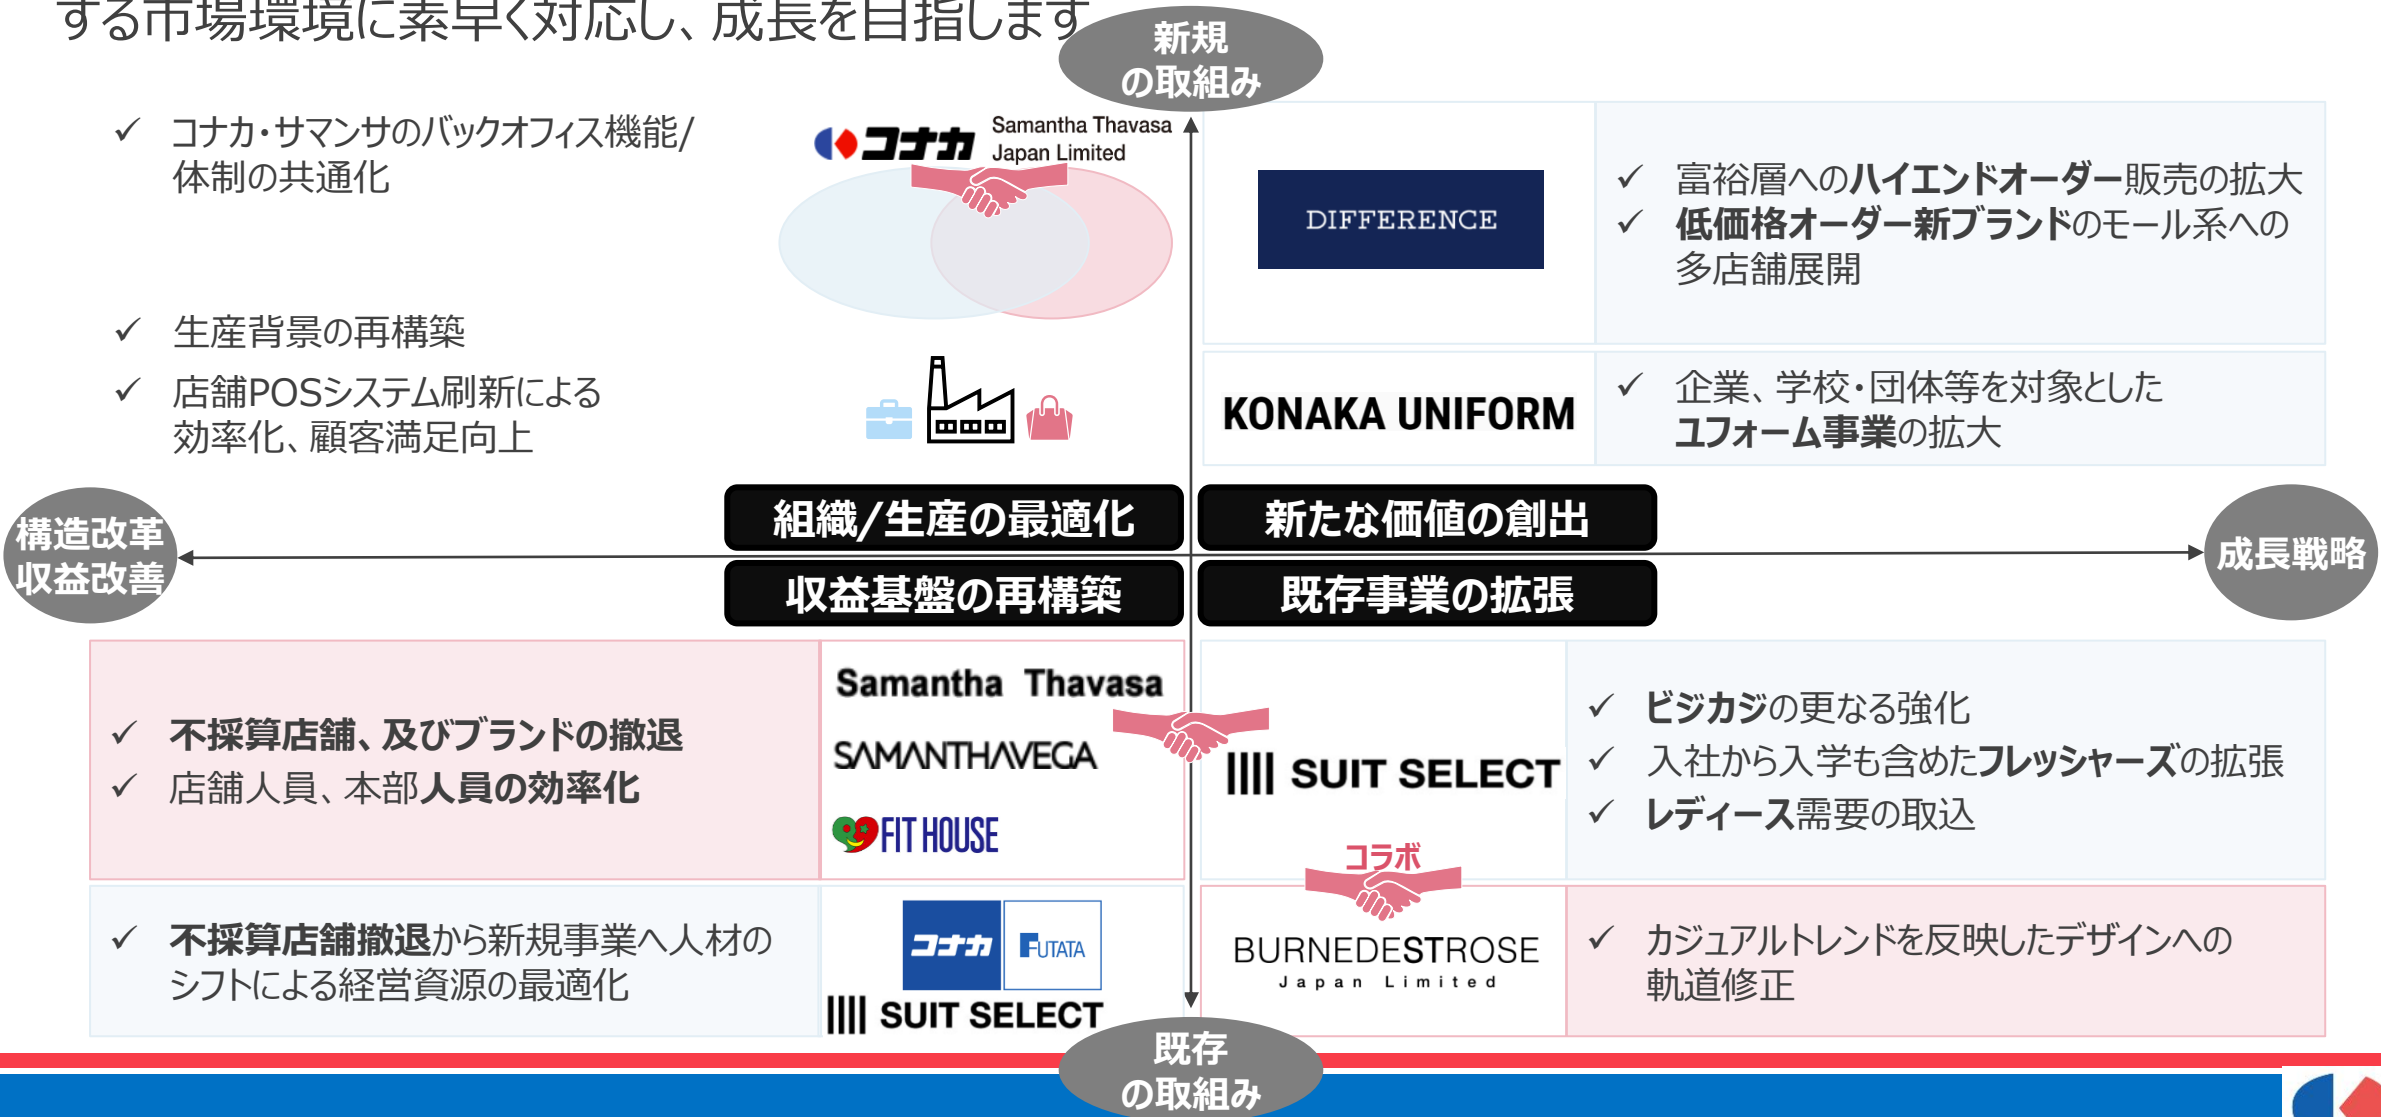 する市場環境に素早く対応し、成長を目指します
新規
の取組み
コナカ・サマンサのバックオフィス機能/
体制の共通化
コナカ
Samantha Thavasa
Japan Limited
生産背景の再構築
店舗POSシステム刷新による
効率化、顧客満足向上
DIFFERENCE
富裕層へのハイエンドオーダー販売の拡大
低価格オーダー新ブランドのモール系への
多店舗展開
KONAKA UNIFORM
企業、学校・団体等を対象とした
ユフォーム事業の拡大
構造改革
収益改善
組織/生産の最適化
新たな価値の創出
収益基盤の再構築
既存事業の拡張
成長戦略
不採算店舗、及びブランドの撤退
店舗人員、本部人員の効率化
Samantha Thavasa
SAMANTHAVEGA
FIT HOUSE
SUIT SELECT
ビジカジの更なる強化
入社から入学も含めたフレッシャーズの拡張
レディース需要の取込
不採算店舗撤退から新規事業へ人材の
シフトによる経営資源の最適化
コナカ
FUTATA
SUIT SELECT
コラボ
BURNEDESTROSE
Japan Limited
カジュアルトレンドを反映したデザインへの
軌道修正
既存
の取組み